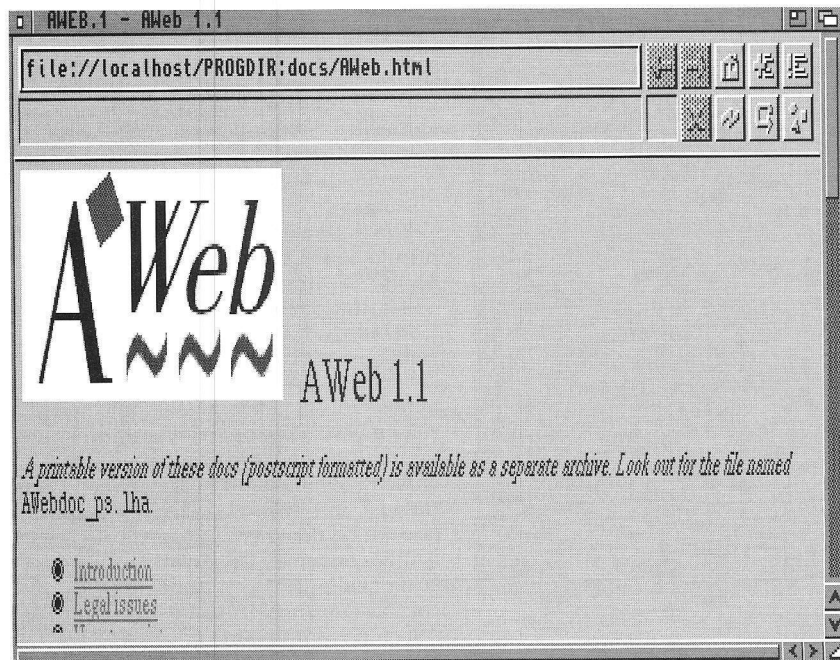 AWEB.1 - AWeb 1.1
file://localhost/PROGDIR:docs/AWeb.html
AWeb
AWeb 1.1
A printable version of these docs (postscript formatted) is available as a separate archive. Look out for the file named
AWebdoc_ps.lha.
Introduction
Legal issues